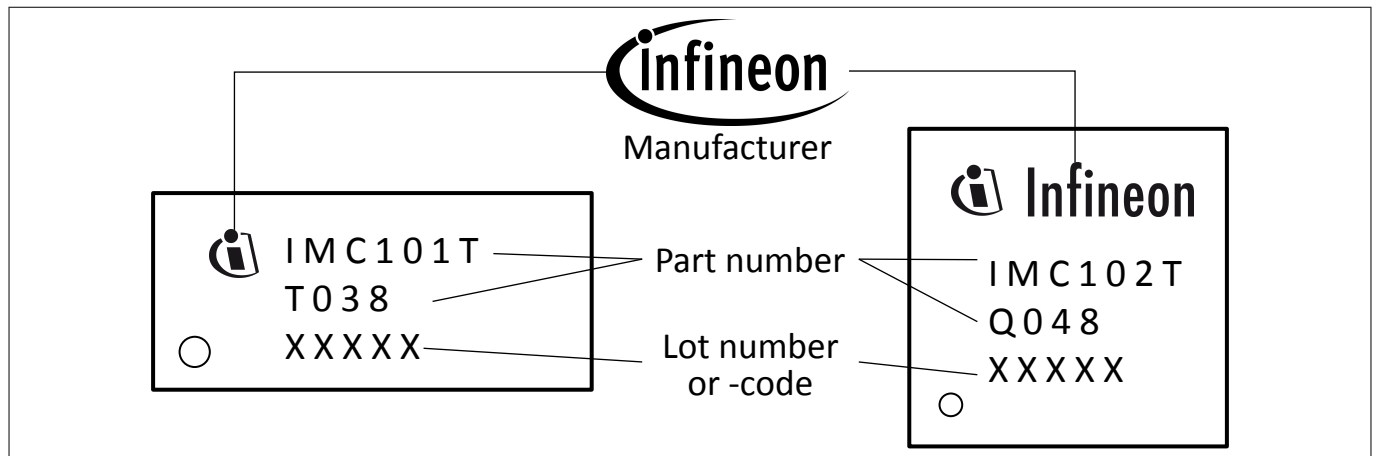 infineon
Manufacturer
Infineon
IMC101T
T038
XXXXX
Part number
Lot number
or -code
IMC102T
Q048
XXXXX